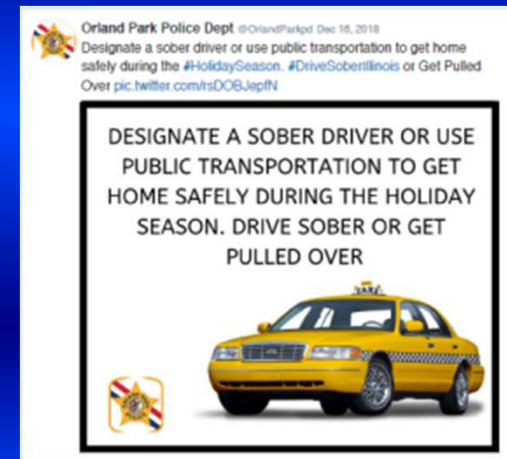 Orland Park Police Dept @OrlandParkpd Dec 16, 2018
Designate a sober driver or use public transportation to get home
safely during the #HolidaySeason. #DriveSoberIllinois or Get Pulled
Over pic.twitter.com/rsDOBJepfN
DESIGNATE A SOBER DRIVER OR USE
PUBLIC TRANSPORTATION TO GET
HOME SAFELY DURING THE HOLIDAY
SEASON. DRIVE SOBER OR GET
PULLED OVER
TAXI